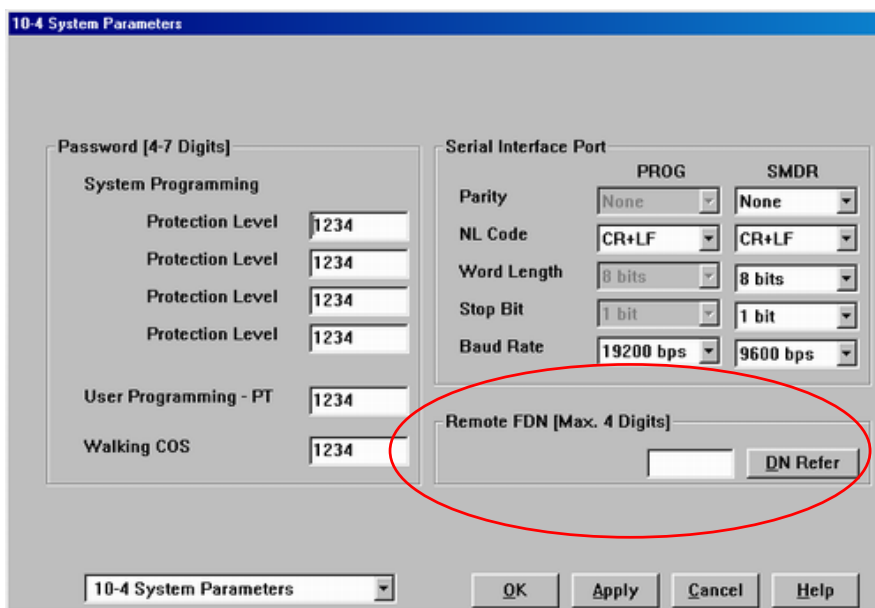 10-4 System Parameters
Password [4-7 Digits]
System Programming
Protection Level 1234
Protection Level 1234
Protection Level 1234
Protection Level 1234
User Programming - PT 1234
Walking COS 1234
Serial Interface Port
PROG SMDR
Parity None None
NL Code CR+LF CR+LF
Word Length 8 bits 8 bits
Stop Bit 1 bit 1 bit
Baud Rate 19200 bps 9600 bps
Remote FDN [Max. 4 Digits]
DN Refer
10-4 System Parameters OK Apply Cancel Help